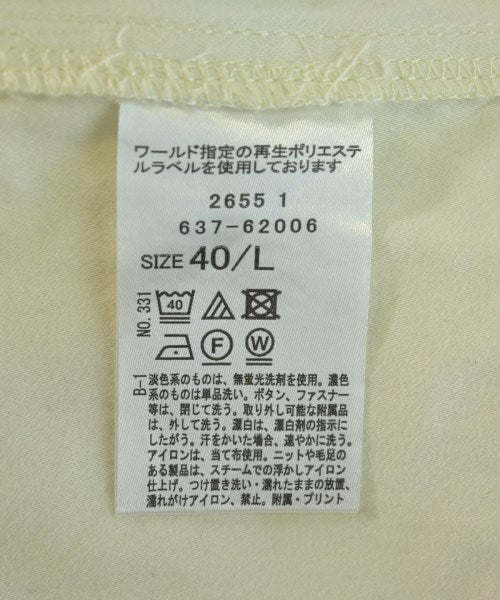 ワールド指定の再生ポリエステ
ルラベルを使用しております
2655 1
637-62006
SIZE 40/L
NO. 331
40
F
W
B-1
淡色系のものは、無蛍光洗剤を使用。濃色
系のものは単品洗い。ボタン、ファスナー
等は、閉じて洗う。取り外し可能な附属品
は、外して洗う。漂白は、漂白剤の指示に
したがう。汗をかいた場合、速やかに洗う。
アイロンは、当て布使用。ニットや毛足の
ある製品は、スチームでの浮かしアイロン
仕上げ。つけ置き洗い・濡れたままの放置、
濡れがけアイロン、禁止。附属・プリント